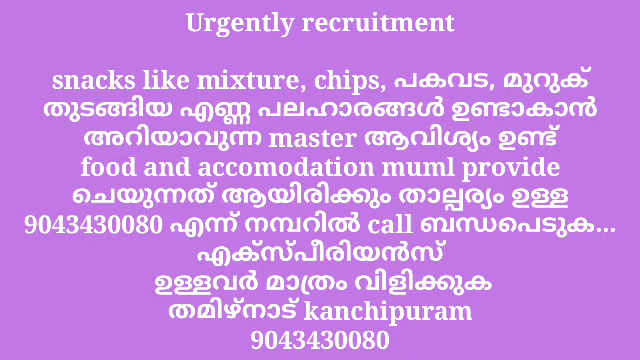 Urgently recruitment
snacks like mixture, chips, പകവട, മുറുക്
തുടങ്ങിയ എണ്ണ പലഹാരങ്ങൾ ഉണ്ടാകാൻ
അറിയാവുന്ന master ആവിശ്യം ഉണ്ട്
food and accomodation muml provide
ചെയുന്നത് ആയിരിക്കും താല്പര്യം ഉള്ള
9043430080 എന്ന് നമ്പറിൽ call ബന്ധപെടുക...
എക്സ്പീരിയൻസ്
ഉള്ളവർ മാത്രം വിളിക്കുക
തമിഴ്നാട് kanchipuram
9043430080